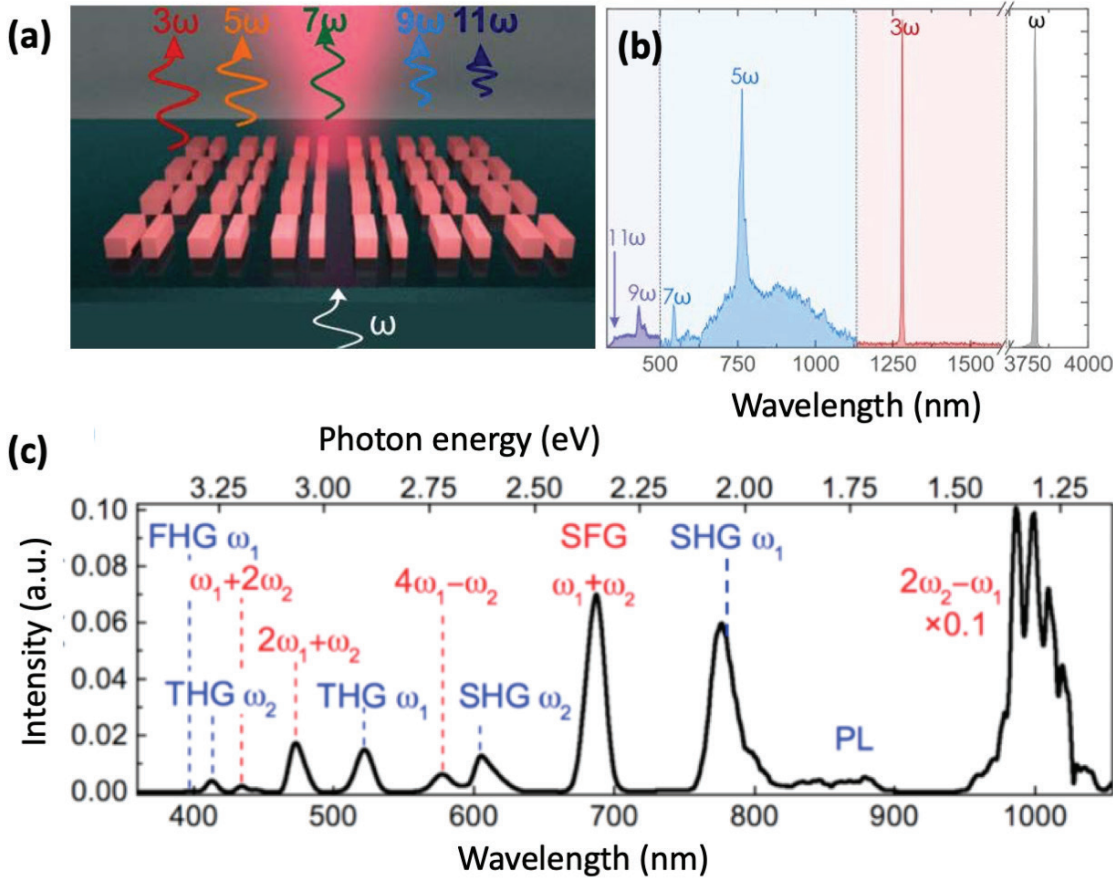 (a)
3ω 5ω 7ω 9ω 11ω
ω
(b)
ω
3ω
5ω
11ω
9ω
7ω
500 750 1000 1250 1500 3750 4000
Wavelength (nm)
(c)
Photon energy (eV)
3.25 3.00 2.75 2.50 2.25 2.00 1.75 1.50 1.25
0.10
0.08
0.06
0.04
0.02
0.00
Intensity (a.u.)
FHG ω₁
ω₁+2ω₂
THG ω₂
2ω₁+ω₂
THG ω₁
4ω₁−ω₂
SHG ω₂
SFG
ω₁+ω₂
SHG ω₁
PL
2ω₂−ω₁
×0.1
400 500 600 700 800 900 1000
Wavelength (nm)